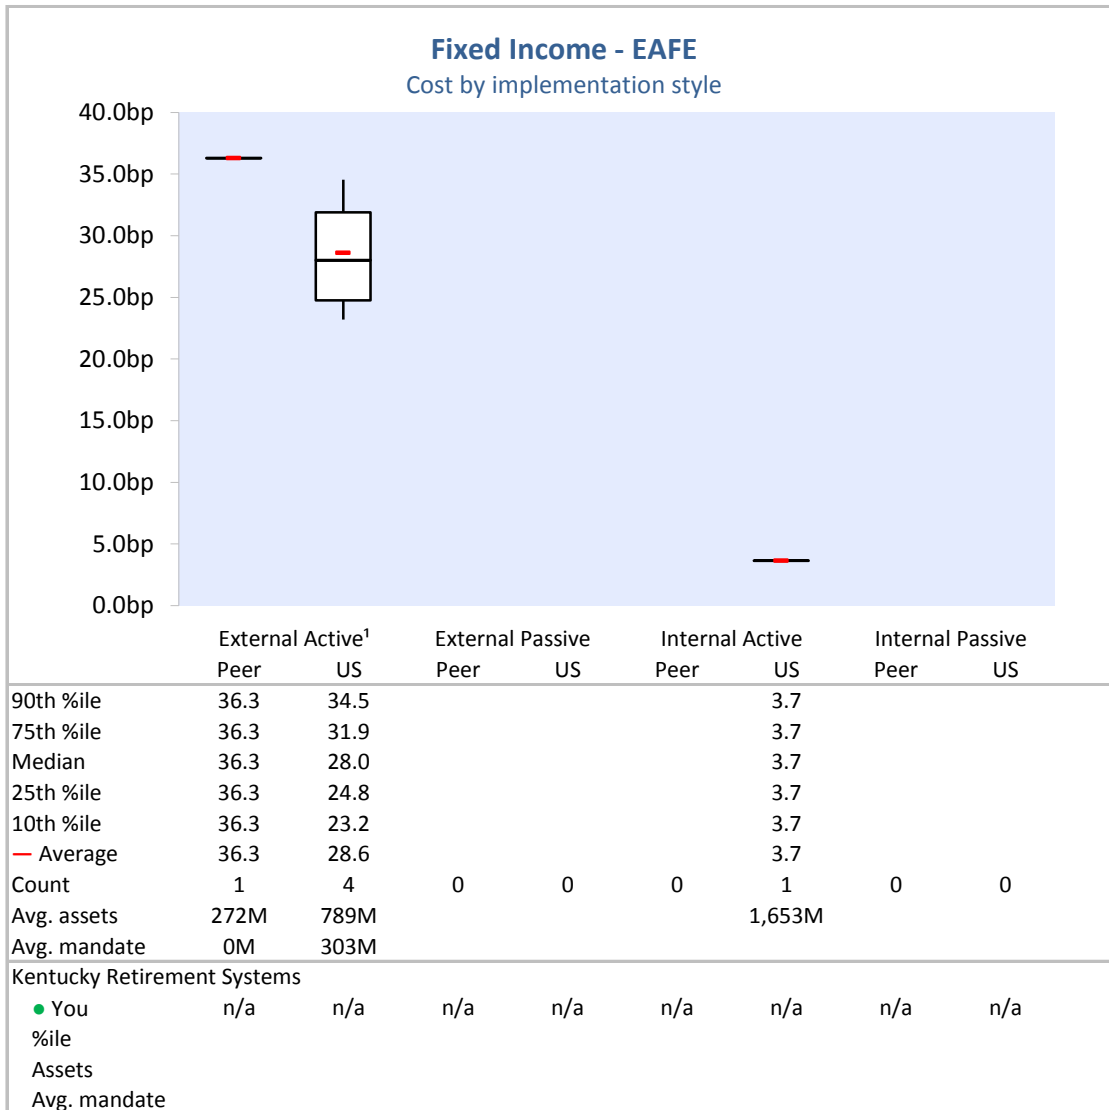 Fixed Income - EAFE
Cost by implementation style
40.0bp
35.0bp
30.0bp
25.0bp
20.0bp
15.0bp
10.0bp
5.0bp
0.0bp
External Active¹ External Passive Internal Active Internal Passive
Peer US Peer US Peer US Peer US
90th %ile 36.3 34.5 3.7
75th %ile 36.3 31.9 3.7
Median 36.3 28.0 3.7
25th %ile 36.3 24.8 3.7
10th %ile 36.3 23.2 3.7
— Average 36.3 28.6 3.7
Count 1 4 0 0 0 1 0 0
Avg. assets 272M 789M 1,653M
Avg. mandate 0M 303M
Kentucky Retirement Systems
● You n/a n/a n/a n/a n/a n/a n/a n/a
%ile
Assets
Avg. mandate